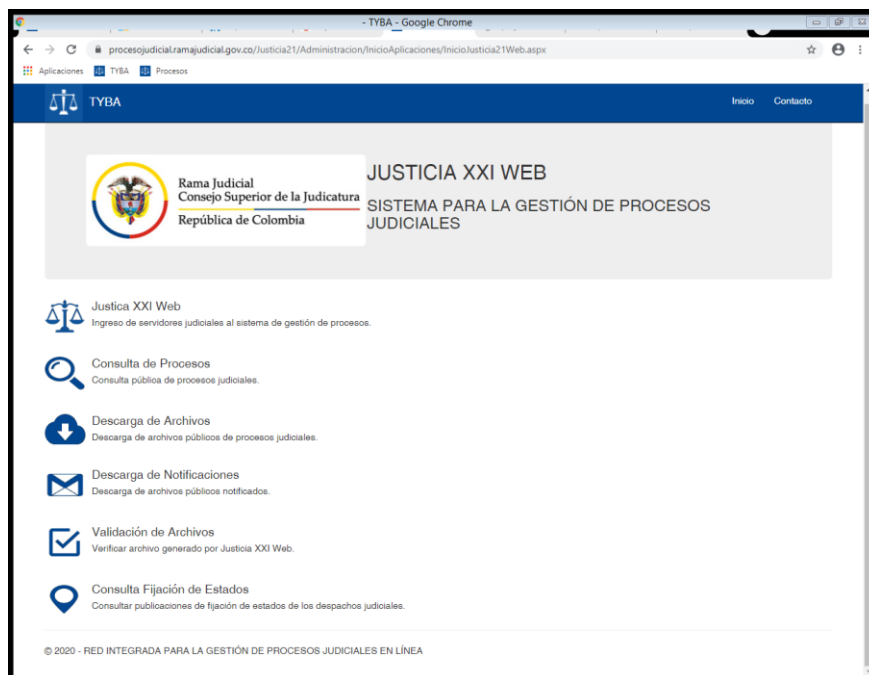 - TYBA - Google Chrome
procesojudicial.ramajudicial.gov.co/Justicia21/Administracion/InicioAplicaciones/InicioJusticia21Web.aspx
Aplicaciones TYBA Procesos
TYBA Inicio Contacto
Rama Judicial
Consejo Superior de la Judicatura
República de Colombia
JUSTICIA XXI WEB
SISTEMA PARA LA GESTIÓN DE PROCESOS
JUDICIALES
Justica XXI Web
Ingreso de servidores judiciales al sistema de gestión de procesos.
Consulta de Procesos
Consulta pública de procesos judiciales.
Descarga de Archivos
Descarga de archivos públicos de procesos judiciales.
Descarga de Notificaciones
Descarga de archivos públicos notificados.
Validación de Archivos
Verificar archivo generado por Justicia XXI Web.
Consulta Fijación de Estados
Consultar publicaciones de fijación de estados de los despachos judiciales.
© 2020 - RED INTEGRADA PARA LA GESTIÓN DE PROCESOS JUDICIALES EN LÍNEA